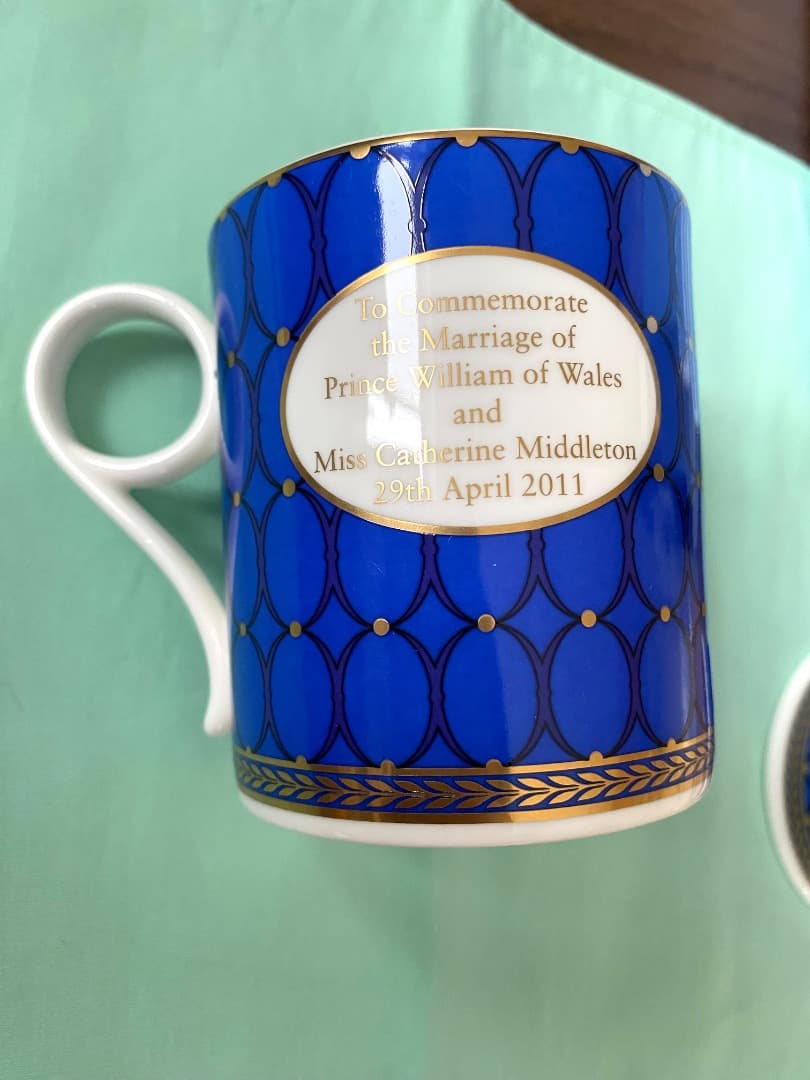 To Commemorate
the Marriage of
Prince William of Wales
and
Miss Catherine Middleton
29th April 2011